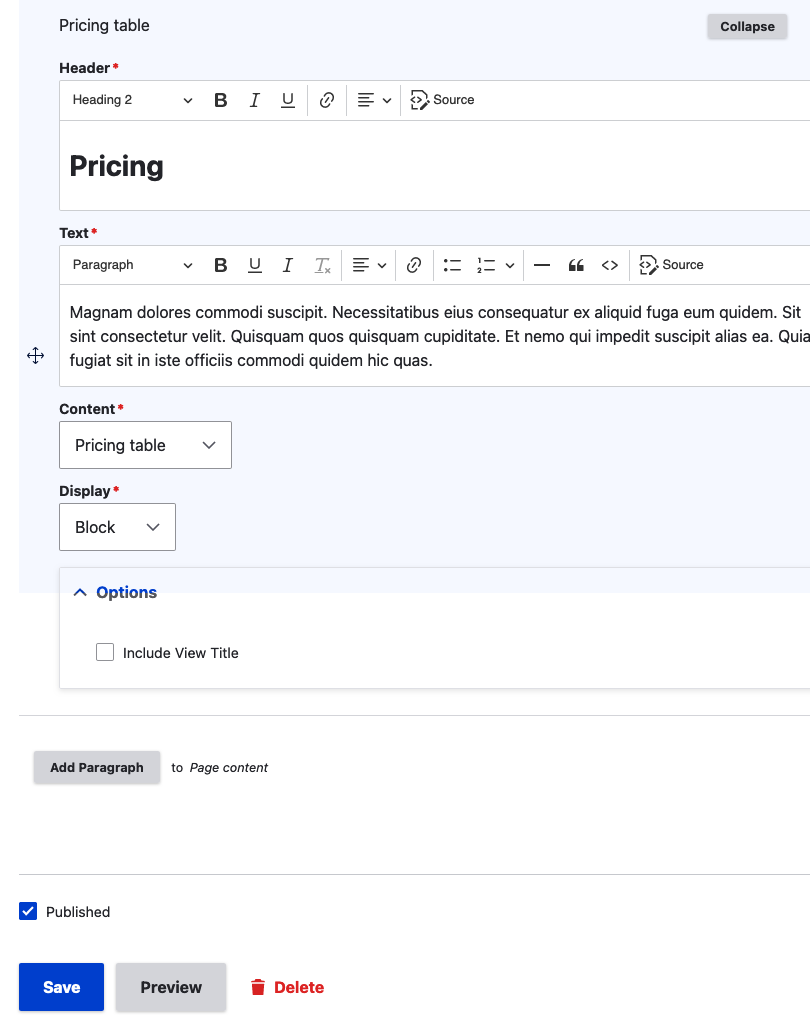 Pricing table
Collapse
Header*
Heading 2 B I U Source
Pricing
Text*
Paragraph B U I Tx Source
Magnam dolores commodi suscipit. Necessitatibus eius consequatur ex aliquid fuga eum quidem. Sit
sint consectetur velit. Quisquam quos quisquam cupiditate. Et nemo qui impedit suscipit alias ea. Quia
fugiat sit in iste officiis commodi quidem hic quas.
Content*
Pricing table
Display*
Block
Options
Include View Title
Add Paragraph to Page content
Published
Save Preview Delete